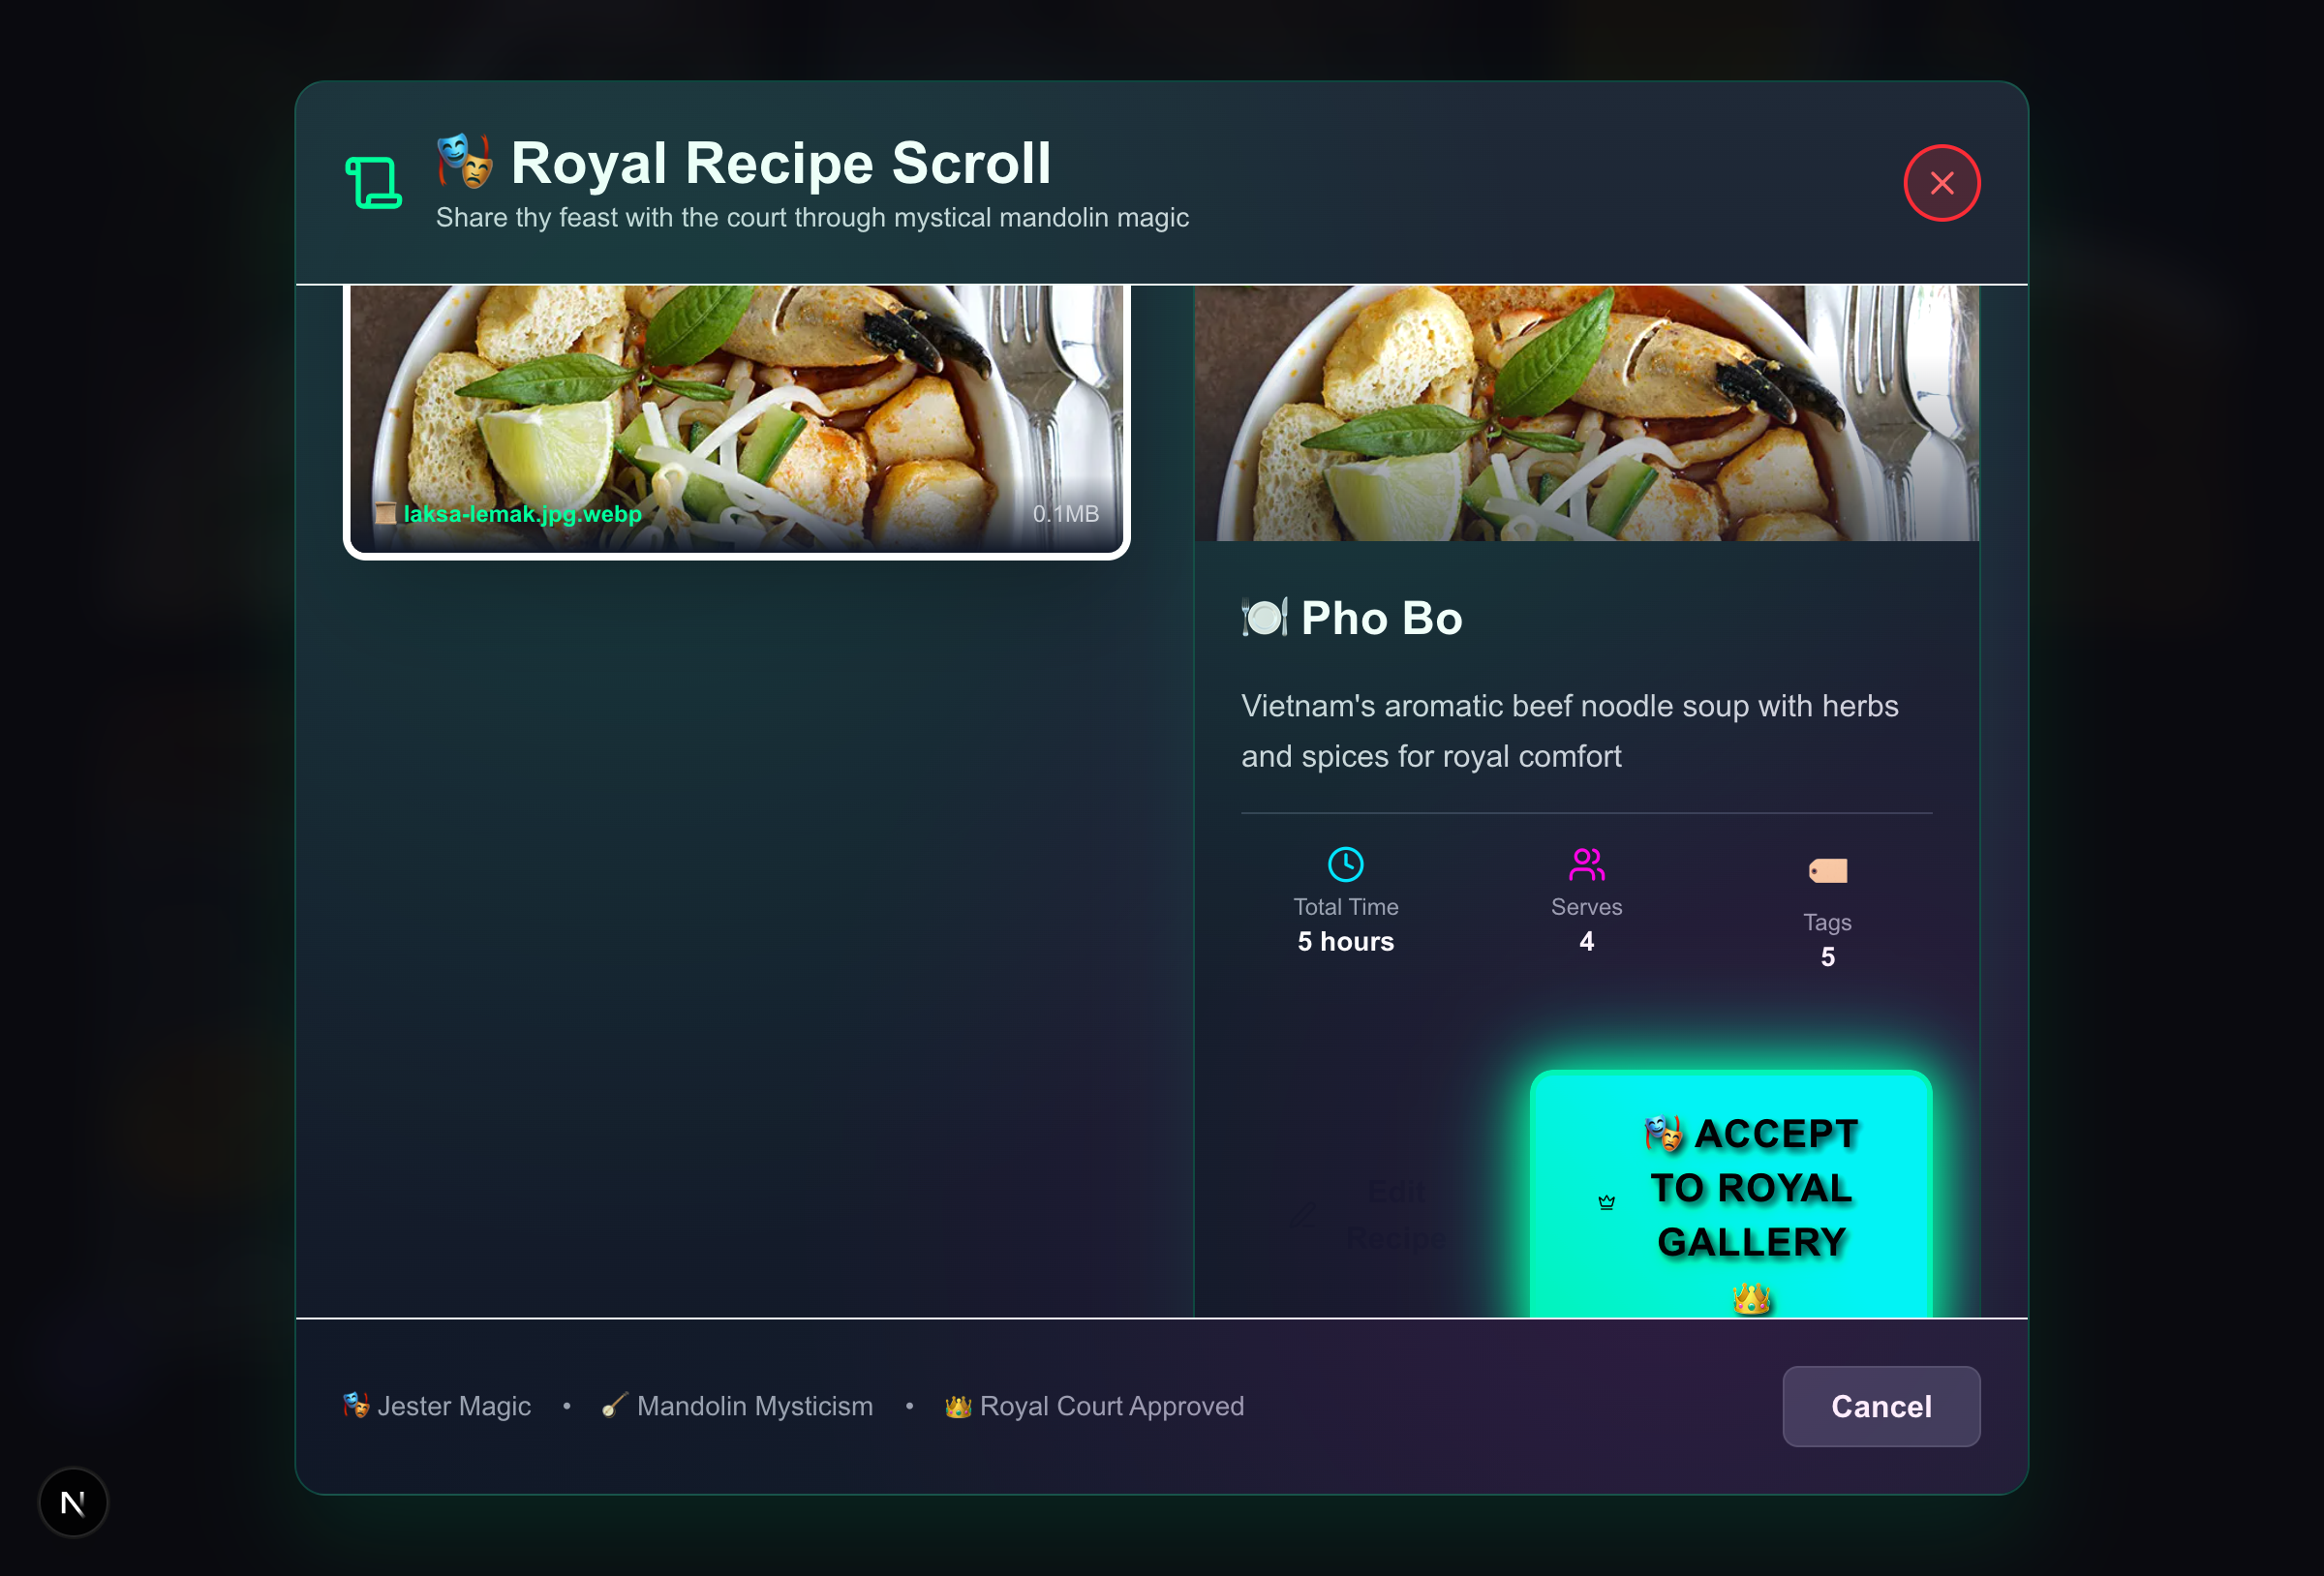 Royal Recipe Scroll
Share thy feast with the court through mystical mandolin magic
laksa-lemak.jpg.webp
0.1MB
Pho Bo
Vietnam's aromatic beef noodle soup with herbs
and spices for royal comfort
Total Time
5 hours
Serves
4
Tags
5
Edit
Recipe
ACCEPT
TO ROYAL
GALLERY
Jester Magic • Mandolin Mysticism • Royal Court Approved
Cancel
N